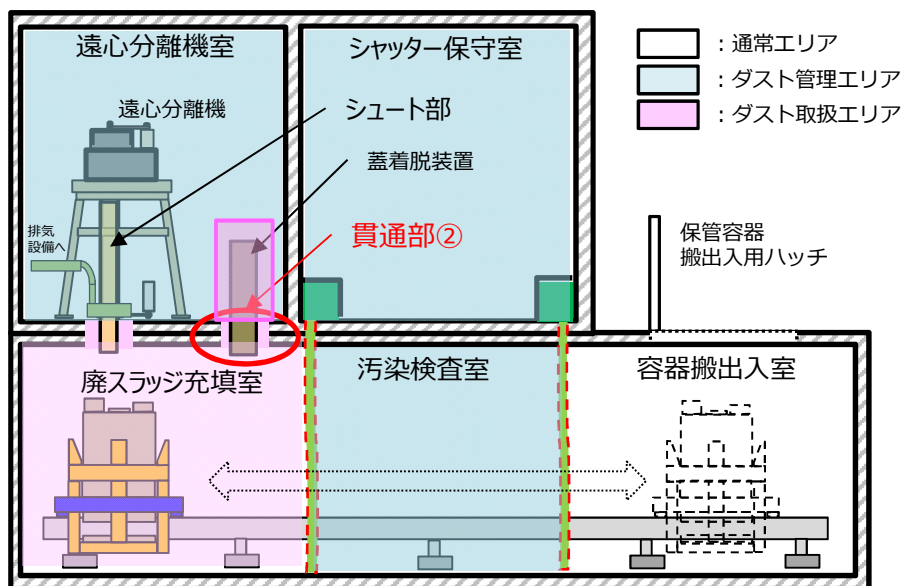 遠心分離機室
シャッター保守室
：通常エリア
：ダスト管理エリア
：ダスト取扱エリア
遠心分離機
シュート部
蓋着脱装置
排気
設備へ
貫通部②
保管容器
搬出入用ハッチ
廃スラッジ充填室
汚染検査室
容器搬出入室